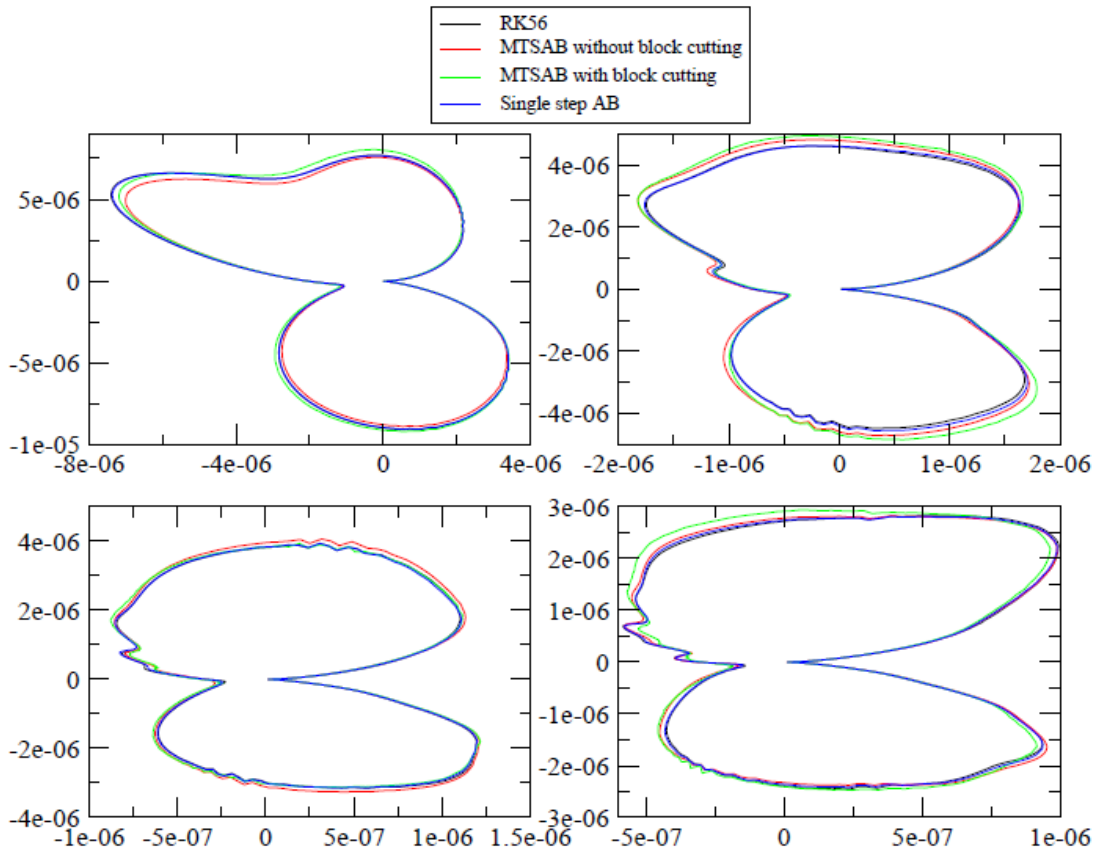 RK56
MTSAB without block cutting
MTSAB with block cutting
Single step AB
5e-06
0
-5e-06
-1e-05
-8e-06 -4e-06 0 4e-06
4e-06
2e-06
0
-2e-06
-4e-06
-2e-06 -1e-06 0 1e-06 2e-06
4e-06
2e-06
0
-2e-06
-4e-06
-1e-06 -5e-07 0 5e-07 1e-06 1.5e-06
3e-06
2e-06
1e-06
0
-1e-06
-2e-06
-3e-06
-5e-07 0 5e-07 1e-06